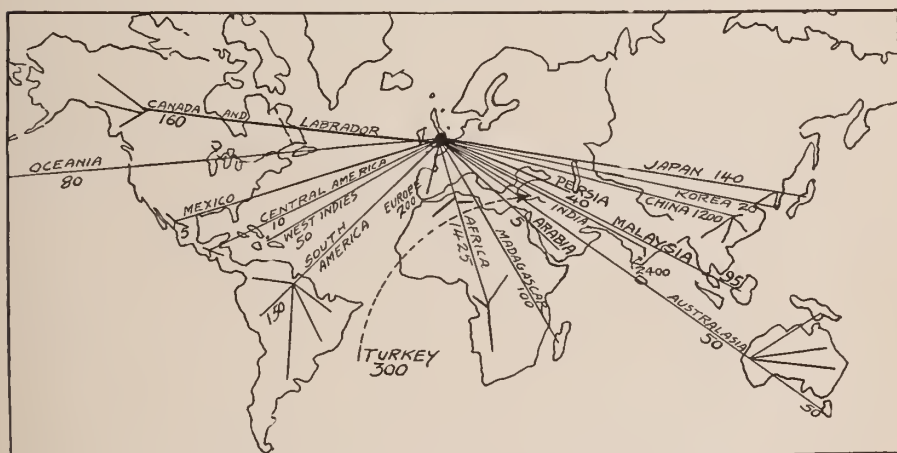 CANADA AND LABRADOR
160
OCEANIA
80
MEXICO
5
CENTRAL AMERICA
10
WEST INDIES
50
SOUTH
AMERICA
150
EUROPE
200
AFRICA
1425
MADAGASCAR
100
TURKEY
300
JAPAN 140
KOREA 20
CHINA 1200
PERSIA
40
INDIA
2400
ARABIA
5
MALAYSIA
95
AUSTRALASIA
50
50